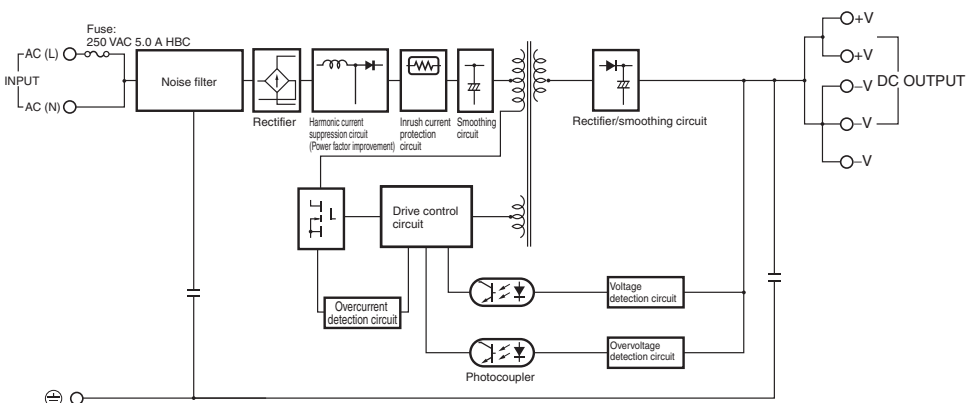 Fuse:
250 VAC 5.0 A HBC
AC (L)
INPUT
AC (N)
Noise filter
Rectifier
Harmonic current
suppression circuit
(Power factor improvement)
Inrush current
protection
circuit
Smoothing
circuit
Rectifier/smoothing circuit
+V
+V
–V
DC OUTPUT
–V
–V
Drive control
circuit
Overcurrent
detection circuit
Voltage
detection circuit
Overvoltage
detection circuit
Photocoupler